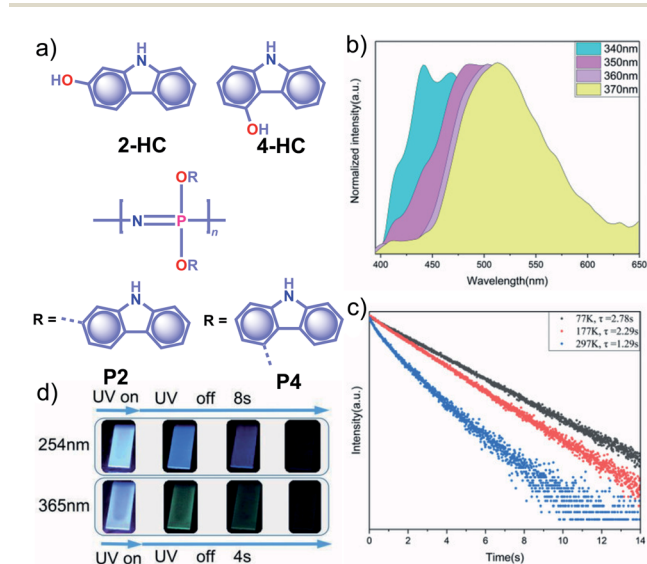 a)
H
N
HO
2-HC
H
N
OH
4-HC
OR
N
P
n
OR
R =
H
N
P2
R =
H
N
P4
b)
Normalized intensity(a.u.)
340nm
350nm
360nm
370nm
400 450 500 550 600 650
Wavelength(nm)
c)
Intensity(a.u.)
77K, τ =2.78s
177K, τ =2.29s
297K, τ =1.29s
0 2 4 6 8 10 12 14
Time(s)
d)
UV on UV off 8s
254nm
365nm
UV on UV off 4s